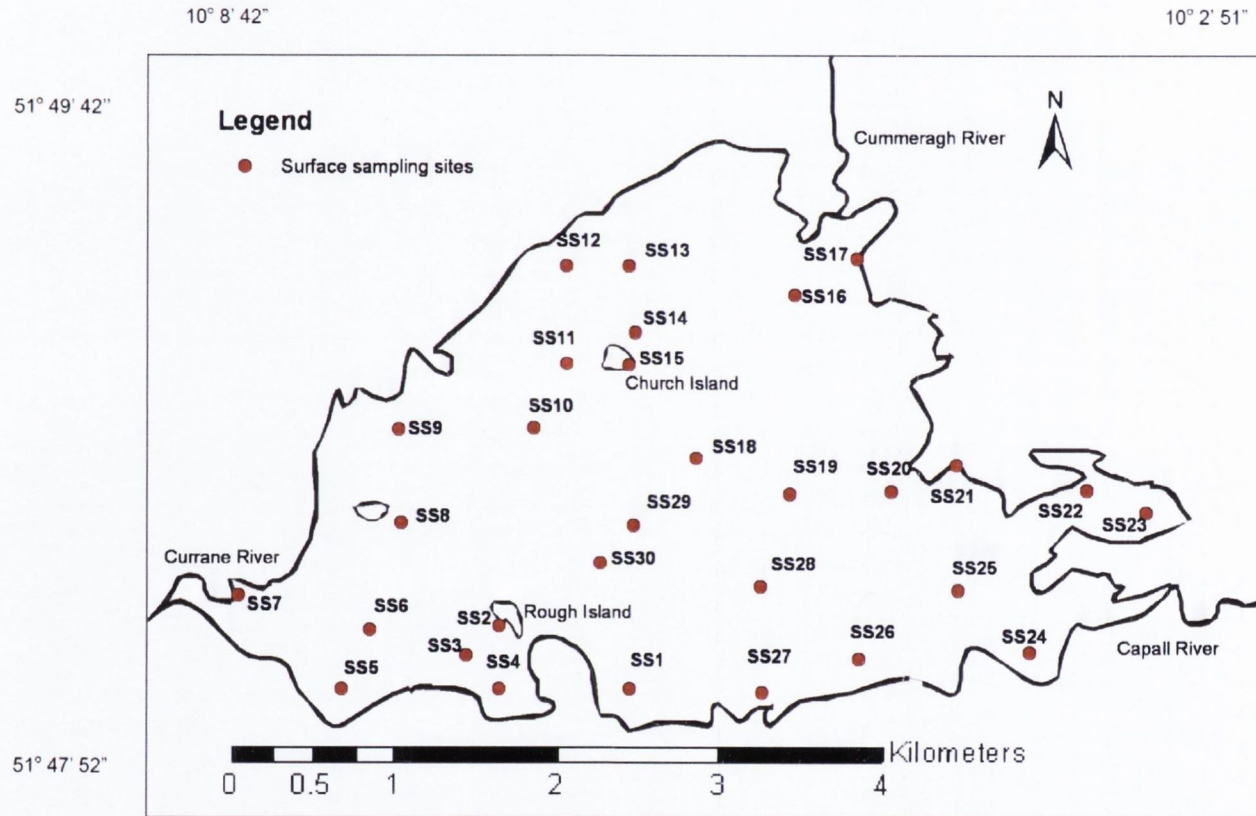 10° 8' 42"
10° 2' 51"
51° 49' 42"
N
Legend
Cummeragh River
Surface sampling sites
SS12
SS13
SS17
SS16
SS14
SS11
SS15
Church Island
SS10
SS9
SS18
SS19
SS20
SS21
SS22
SS23
SS8
SS29
Currane River
SS30
SS28
SS25
SS7
SS6
SS2
Rough Island
SS3
SS4
SS5
SS1
SS27
SS26
SS24
Capall River
51° 47' 52"
Kilometers
0 0.5 1 2 3 4